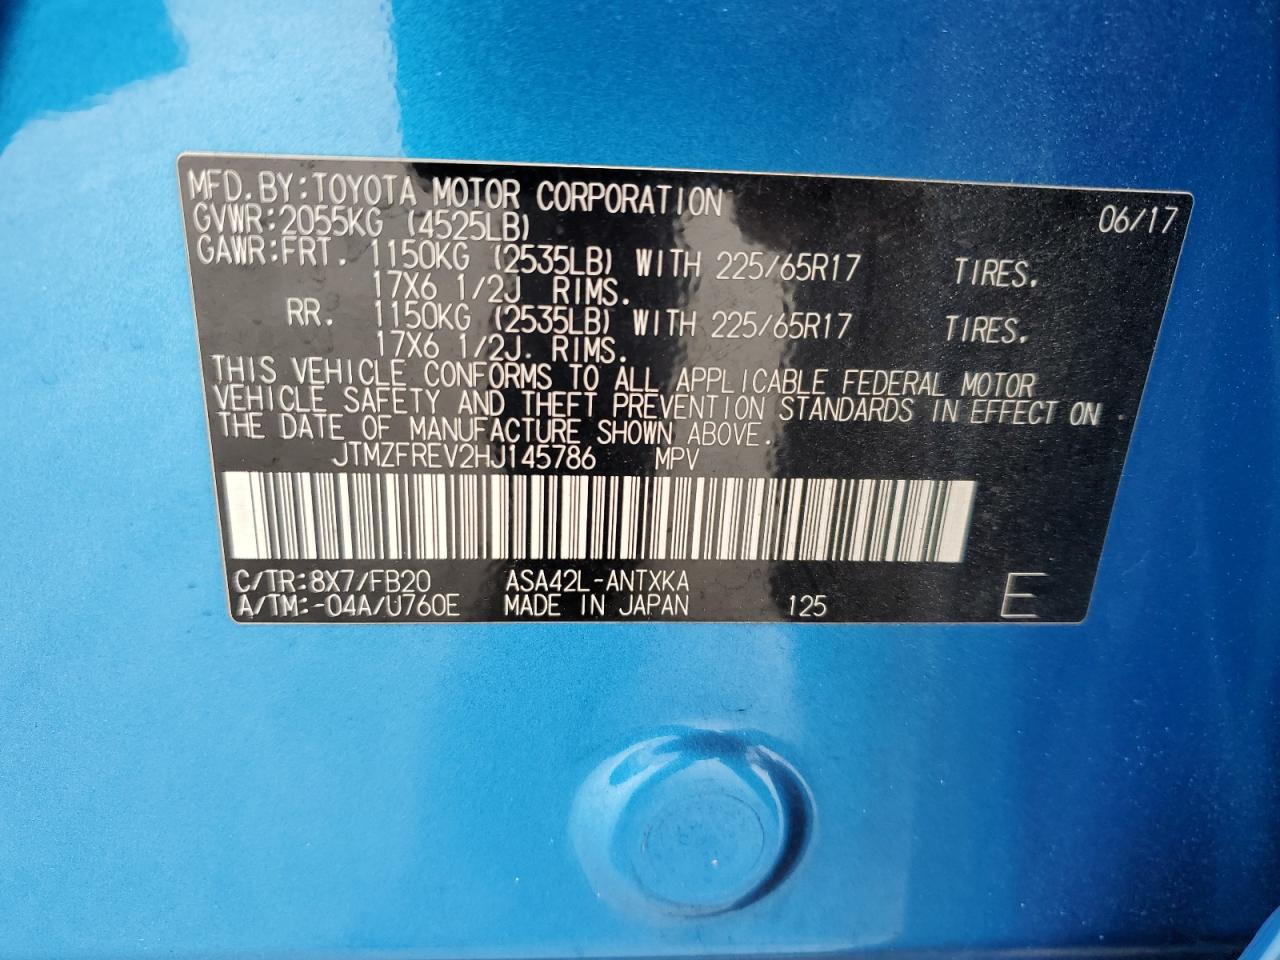 MFD.BY:TOYOTA MOTOR CORPORATION 06/17
GVWR:2055KG (4525LB)
GAWR:FRT. 1150KG (2535LB) WITH 225/65R17 TIRES.
17X6 1/2J RIMS.
RR. 1150KG (2535LB) WITH 225/65R17 TIRES.
17X6 1/2J. RIMS.
THIS VEHICLE CONFORMS TO ALL APPLICABLE FEDERAL MOTOR
VEHICLE SAFETY AND THEFT PREVENTION STANDARDS IN EFFECT ON
THE DATE OF MANUFACTURE SHOWN ABOVE.
JTMZFREV2HJ145786 MPV
C/TR:8X7/FB20 ASA42L-ANTXKA
A/TM:-04A/U760E MADE IN JAPAN 125 E